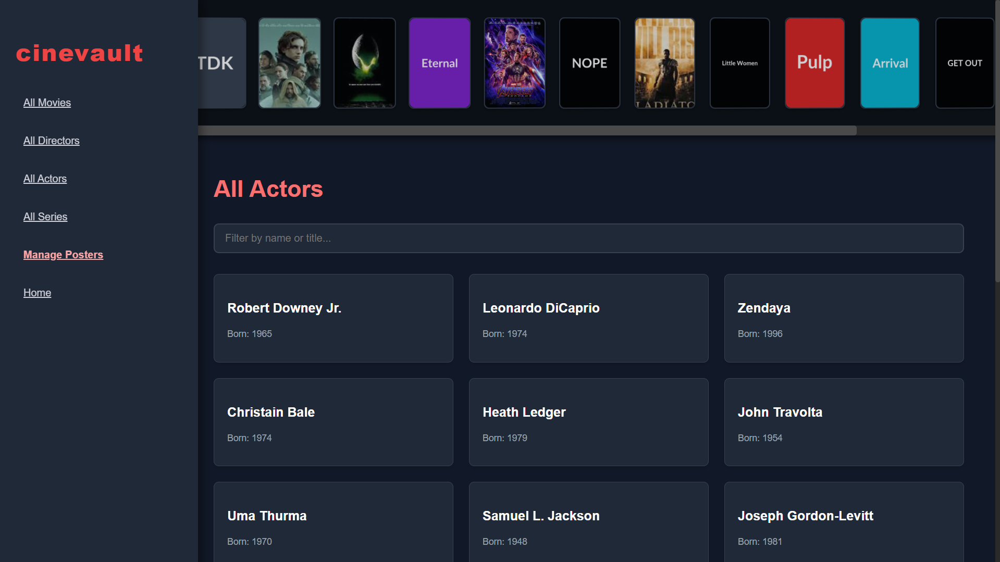 cinevault
All Movies
All Directors
All Actors
All Series
Manage Posters
Home
TDK
Eternal
AVENGERS
ENDGAME
NOPE
Little Women
Pulp
Arrival
GET OUT
All Actors
Filter by name or title...
Robert Downey Jr.
Born: 1965
Leonardo DiCaprio
Born: 1974
Zendaya
Born: 1996
Christain Bale
Born: 1974
Heath Ledger
Born: 1979
John Travolta
Born: 1954
Uma Thurma
Born: 1970
Samuel L. Jackson
Born: 1948
Joseph Gordon-Levitt
Born: 1981